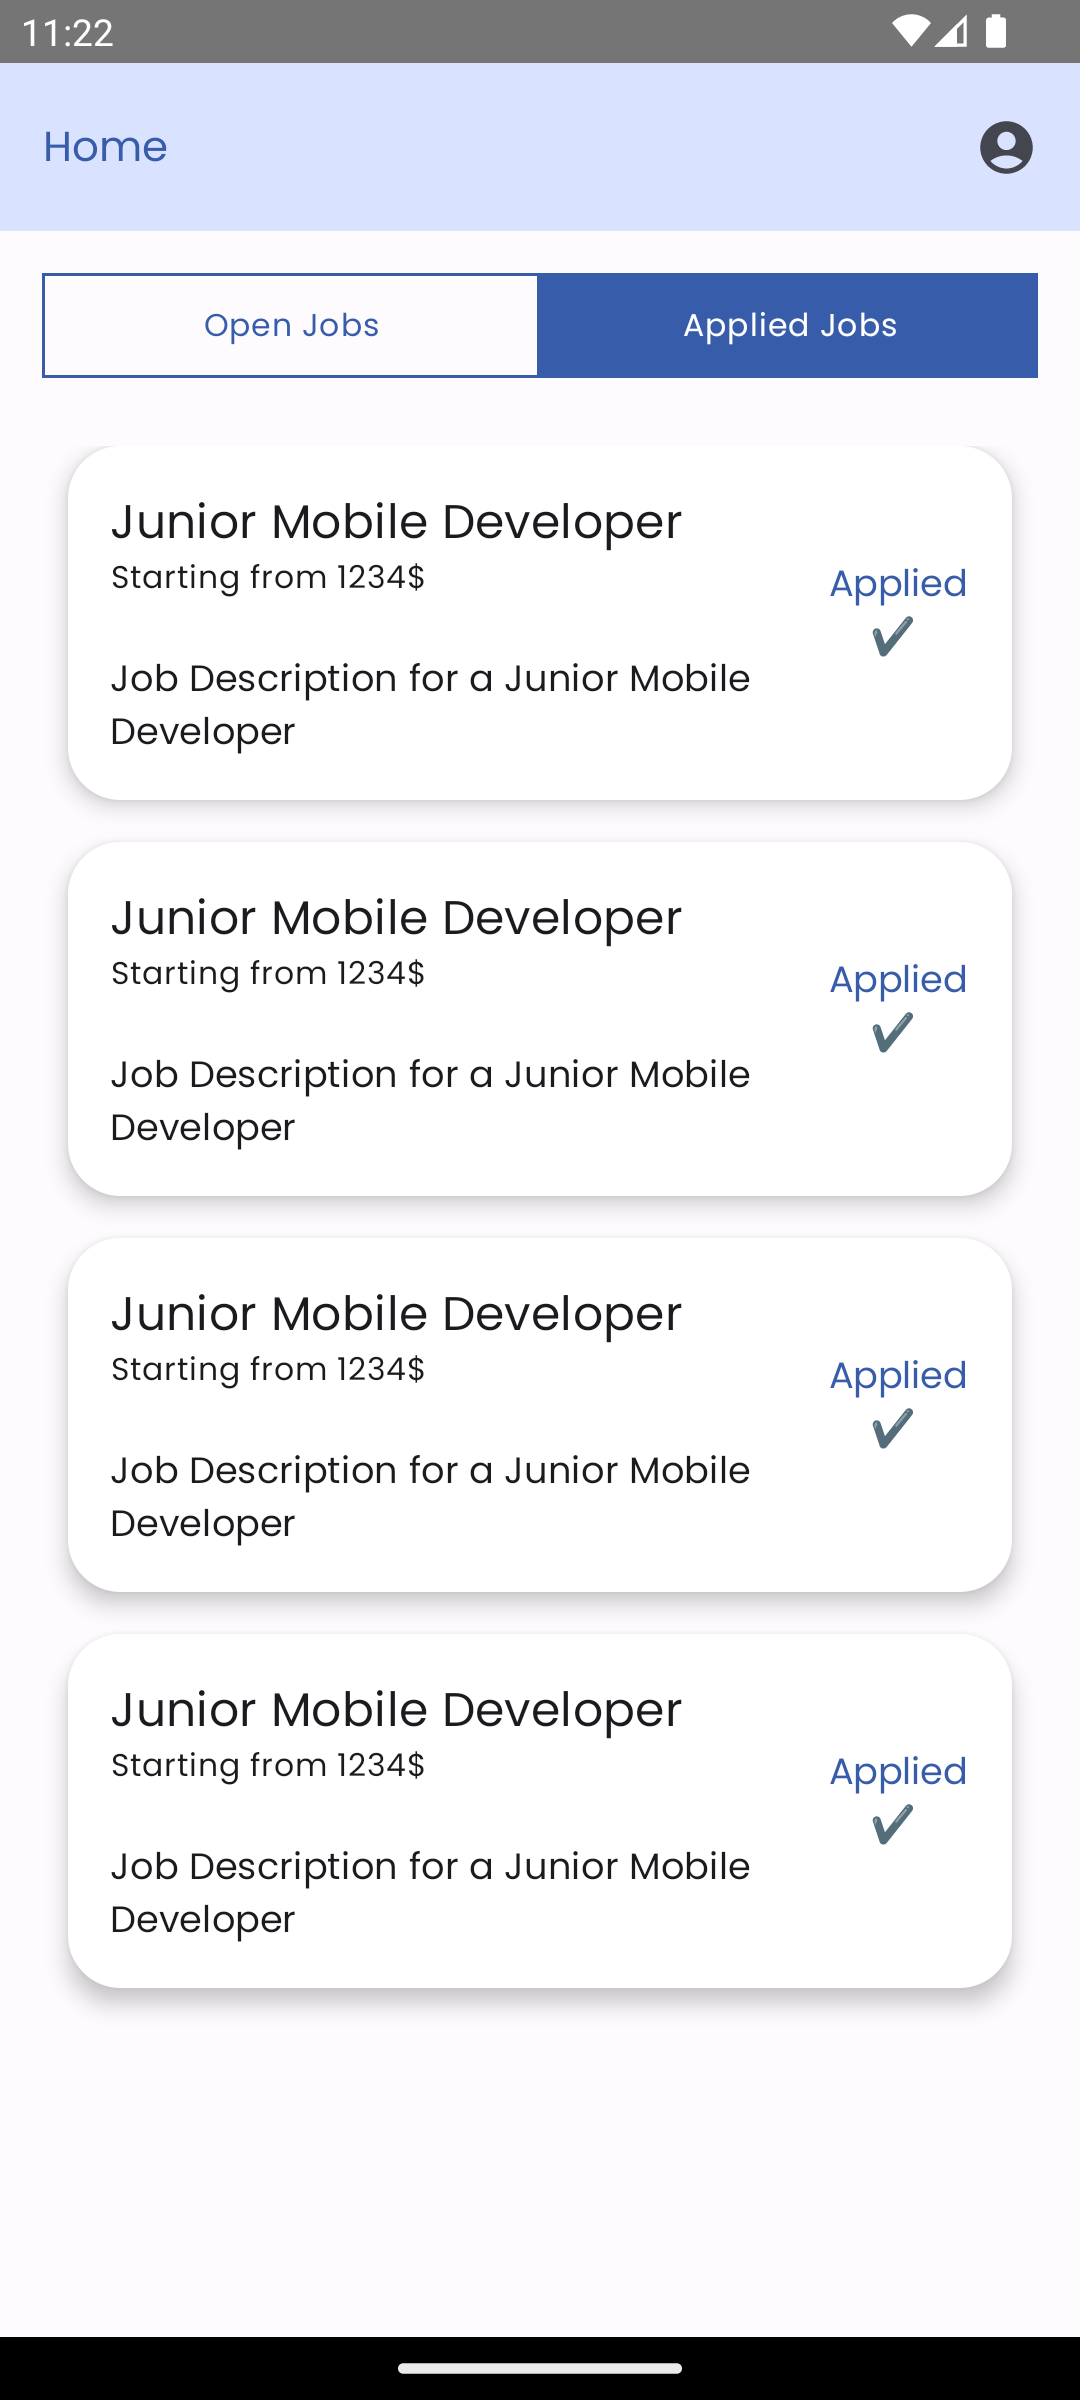 11:22
Home
Open Jobs
Applied Jobs
Junior Mobile Developer
Starting from 1234$
Applied
✔
Job Description for a Junior Mobile
Developer
Junior Mobile Developer
Starting from 1234$
Applied
✔
Job Description for a Junior Mobile
Developer
Junior Mobile Developer
Starting from 1234$
Applied
✔
Job Description for a Junior Mobile
Developer
Junior Mobile Developer
Starting from 1234$
Applied
✔
Job Description for a Junior Mobile
Developer